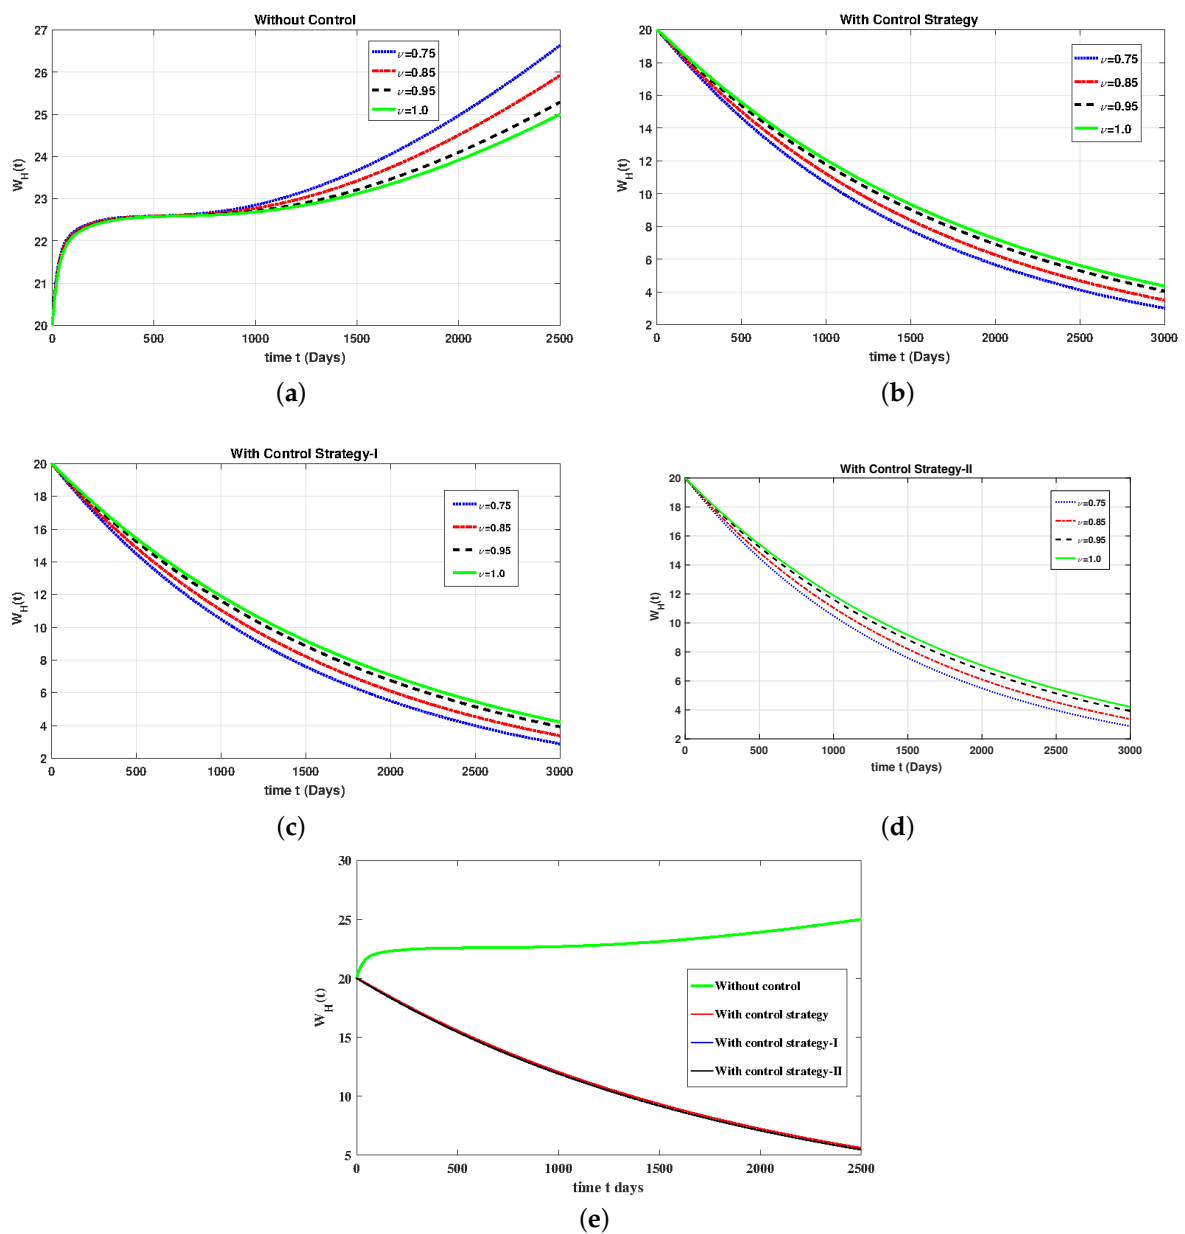 Without Control
27
26
25
24
23
22
21
20
W_H(t)
ν=0.75
ν=0.85
ν=0.95
ν=1.0
0 500 1000 1500 2000 2500
time t (Days)
(a)
With Control Strategy
20
18
16
14
12
10
8
6
4
2
W_H(t)
ν=0.75
ν=0.85
ν=0.95
ν=1.0
0 500 1000 1500 2000 2500 3000
time t (Days)
(b)
With Control Strategy-I
20
18
16
14
12
10
8
6
4
2
W_H(t)
ν=0.75
ν=0.85
ν=0.95
ν=1.0
0 500 1000 1500 2000 2500 3000
time t (Days)
(c)
With Control Strategy-II
20
18
16
14
12
10
8
6
4
2
W_H(t)
ν=0.75
ν=0.85
ν=0.95
ν=1.0
0 500 1000 1500 2000 2500 3000
time t (Days)
(d)
30
25
20
15
10
5
W_H(t)
Without control
With control strategy
With control strategy-I
With control strategy-II
0 500 1000 1500 2000 2500
time t days
(e)